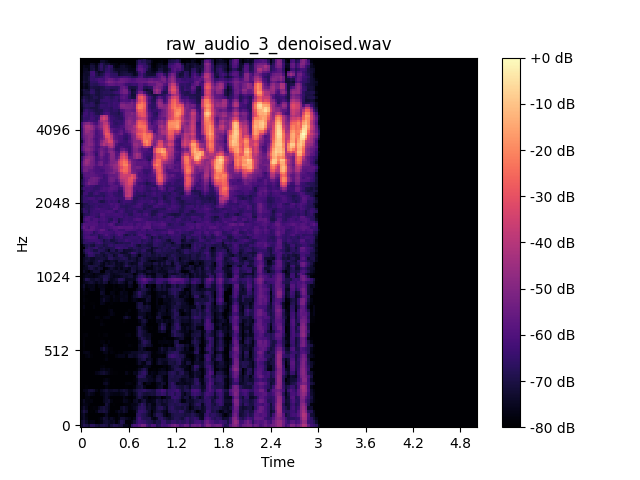 raw_audio_3_denoised.wav
+0 dB
4096
-10 dB
-20 dB
2048
-30 dB
Hz
-40 dB
1024
-50 dB
512
-60 dB
-70 dB
0
-80 dB
0 0.6 1.2 1.8 2.4 3 3.6 4.2 4.8
Time